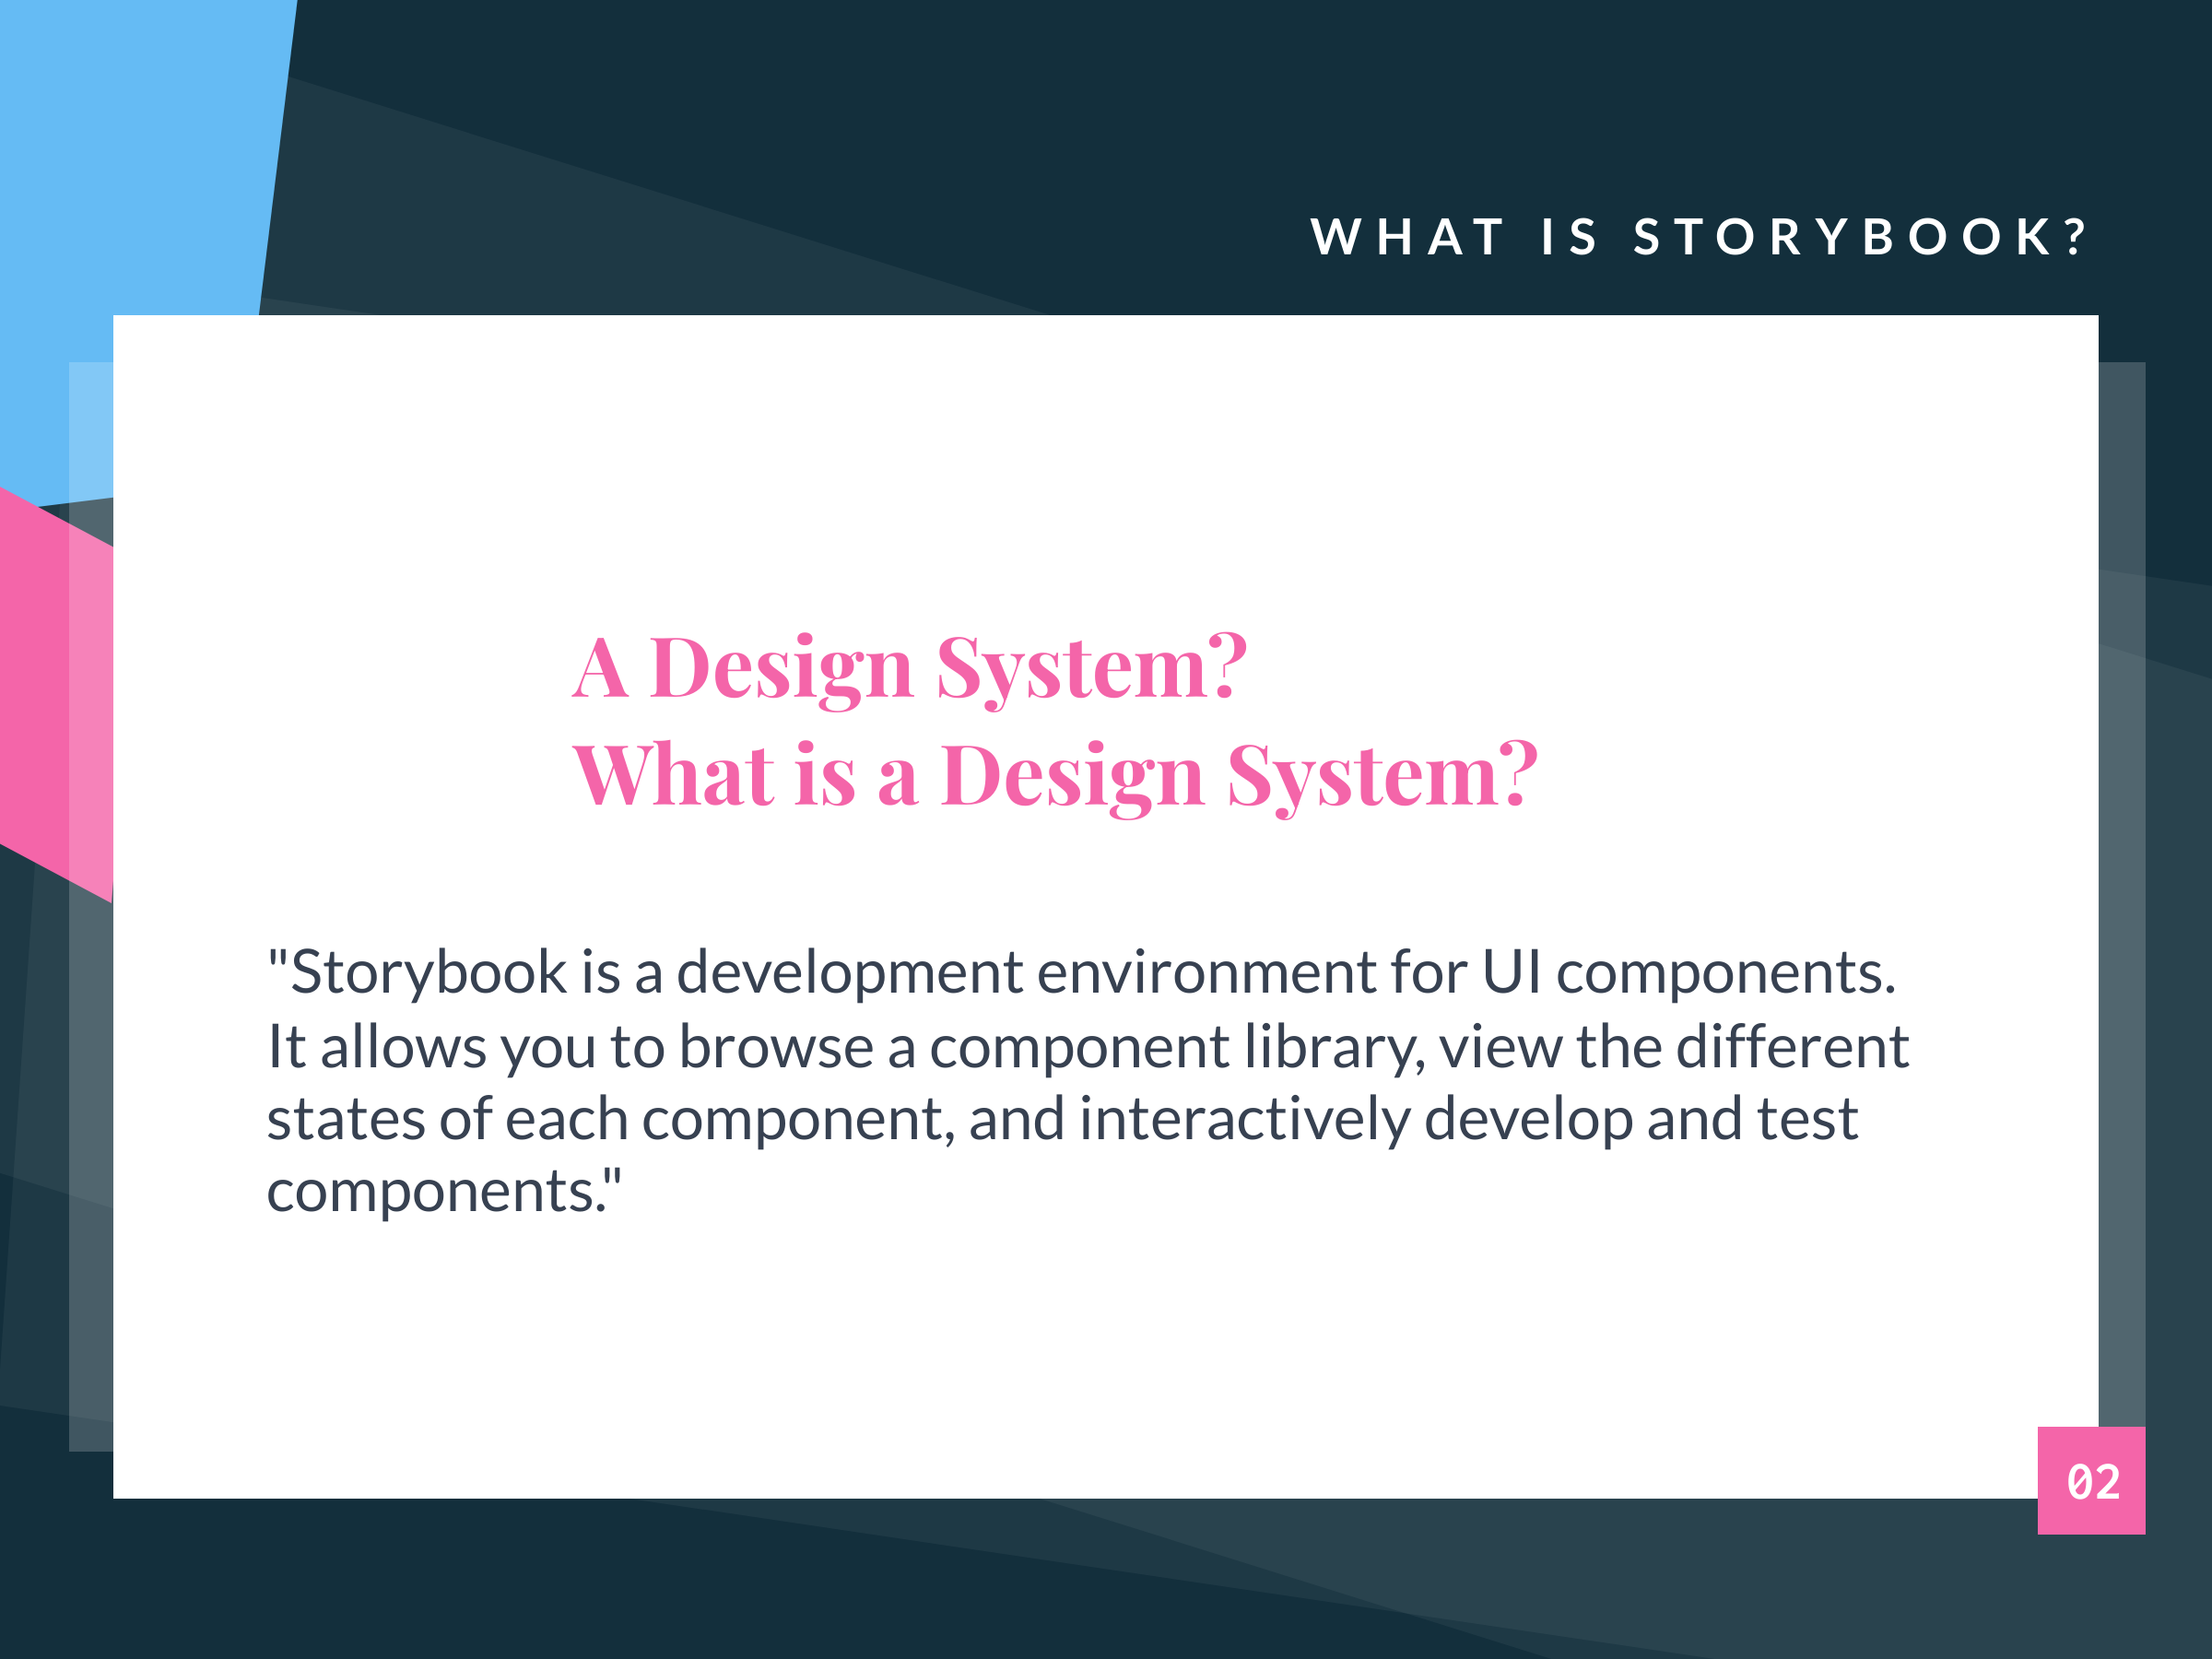 WHAT IS STORYBOOK?
A Design System?
What is a Design System?
"Storybook is a development environment for UI components.
It allows you to browse a component library, view the different
states of each component, and interactively develop and test
components."
02